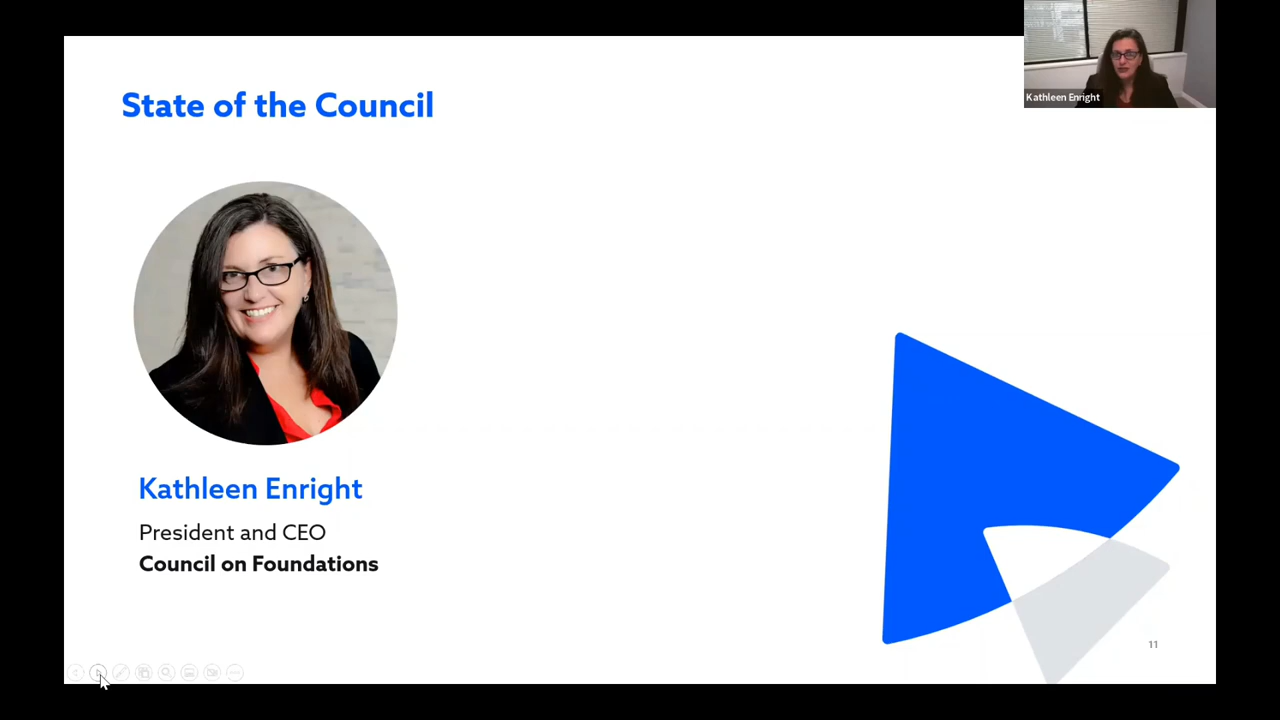 State of the Council
Kathleen Enright
Kathleen Enright
President and CEO
Council on Foundations
11